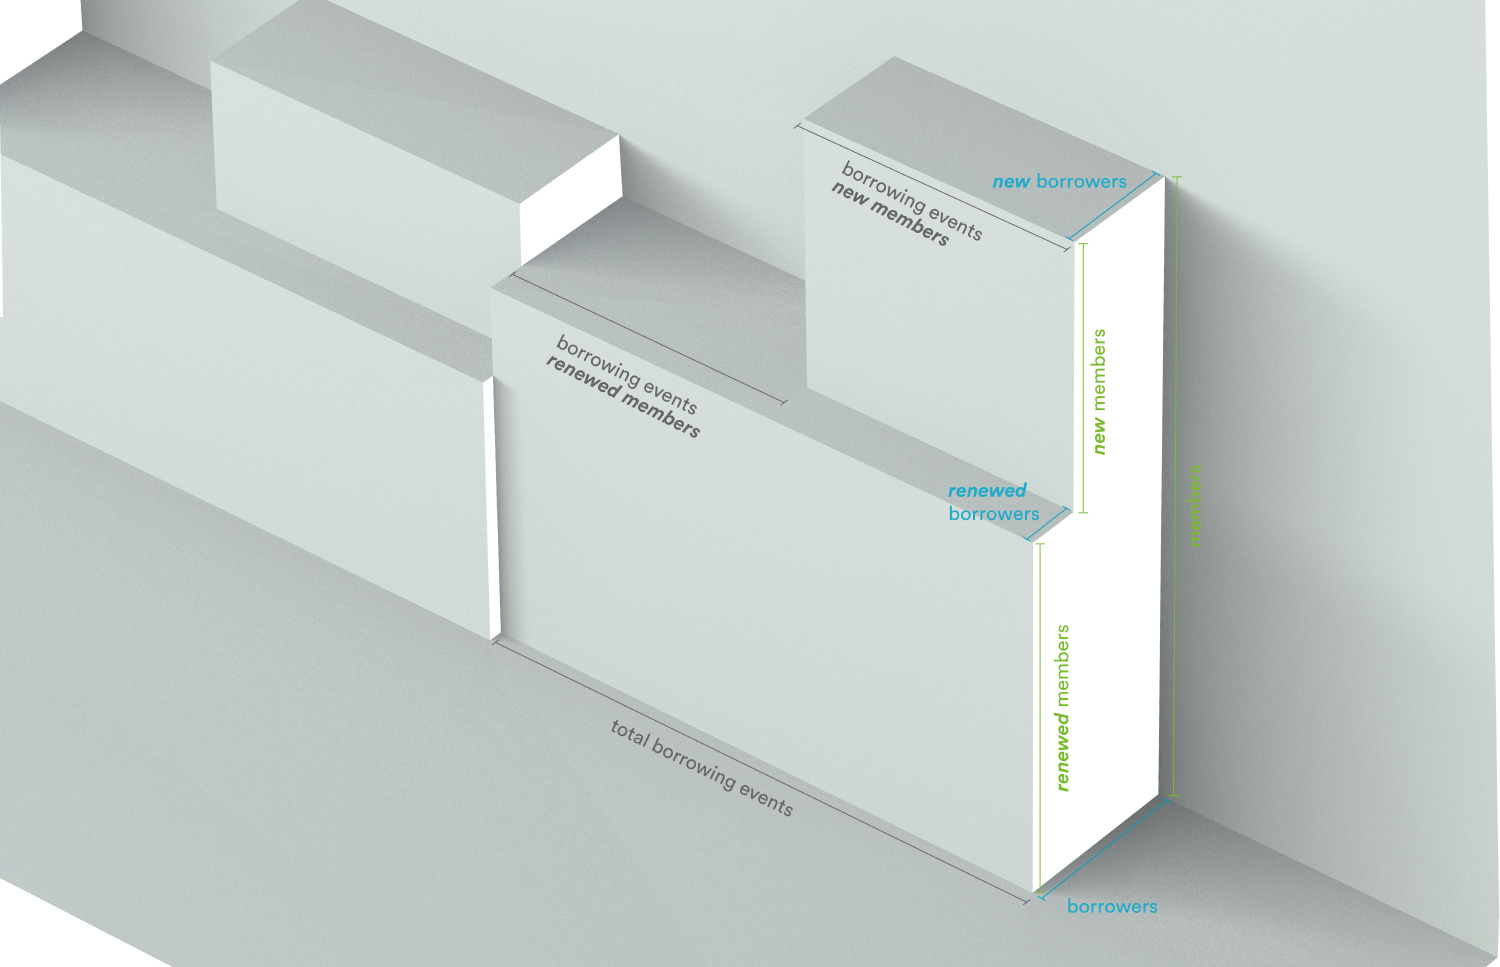 borrowing events
new members
new borrowers
borrowing events
renewed members
new members
members
renewed
borrowers
renewed members
total borrowing events
borrowers